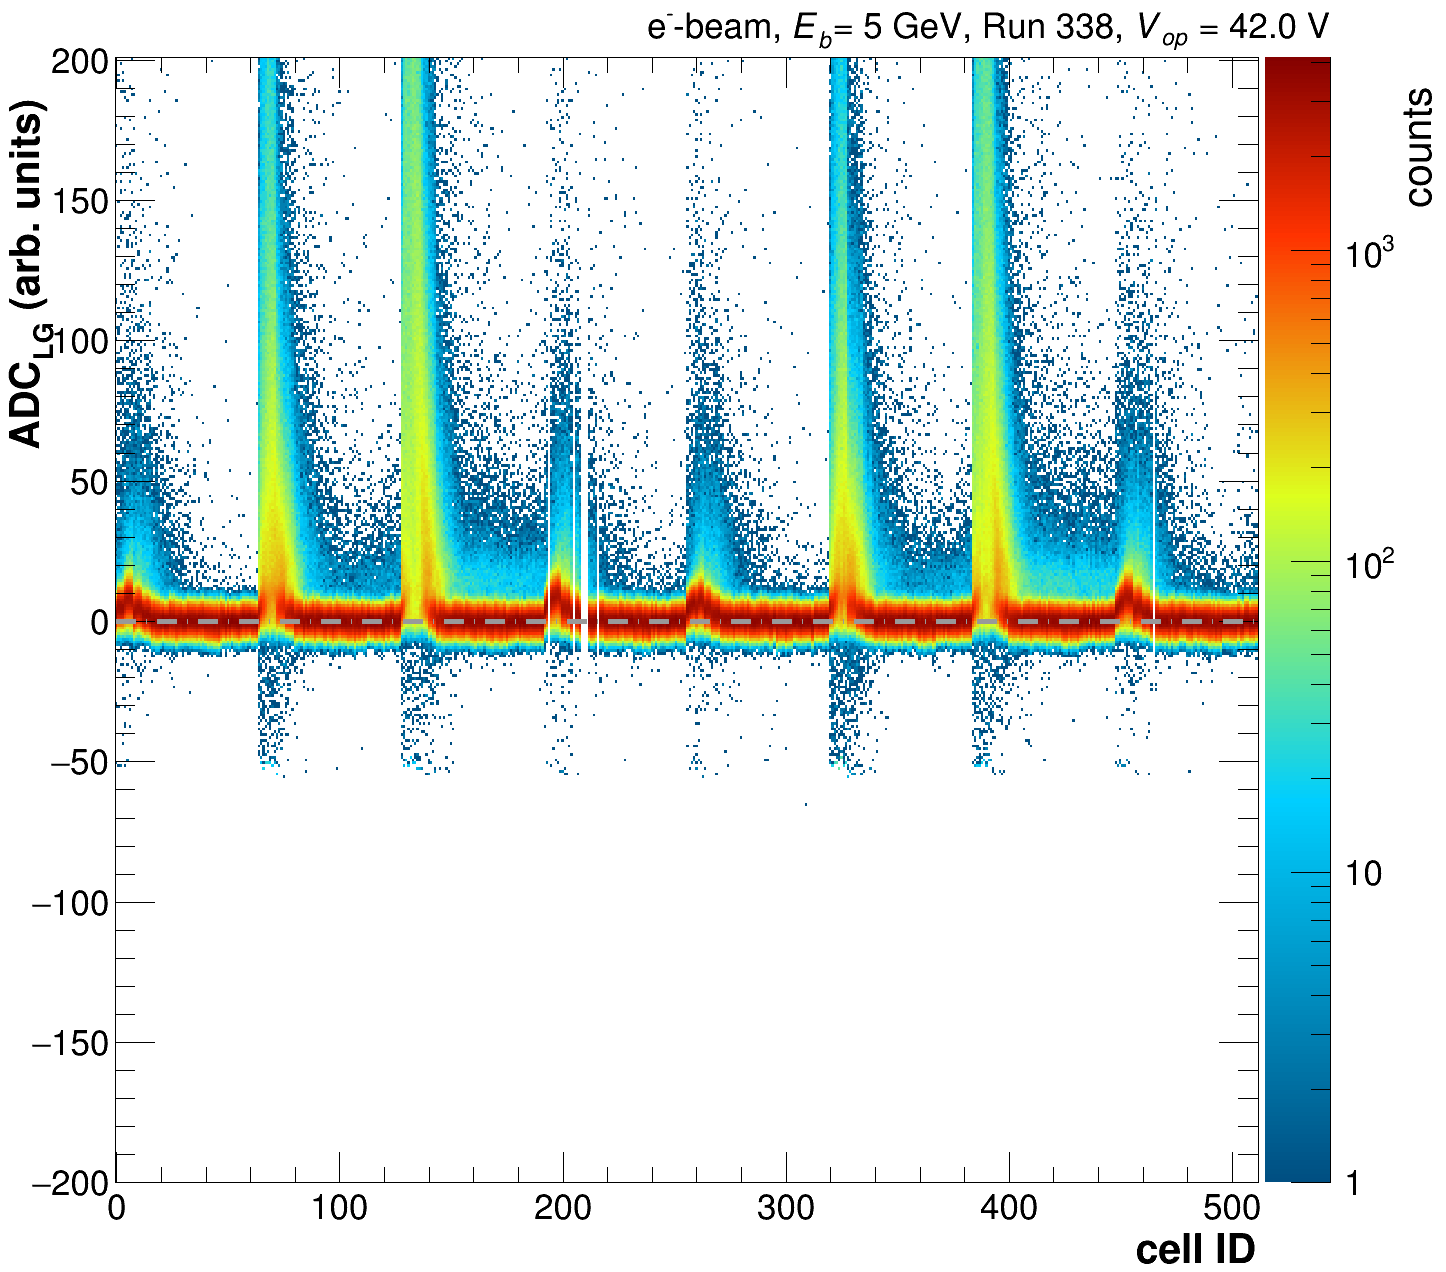 e⁻-beam, E_b= 5 GeV, Run 338, V_op = 42.0 V
ADC_LG (arb. units)
200
150
100
50
0
−50
−100
−150
−200
0 100 200 300 400 500
cell ID
counts
10³
10²
10
1